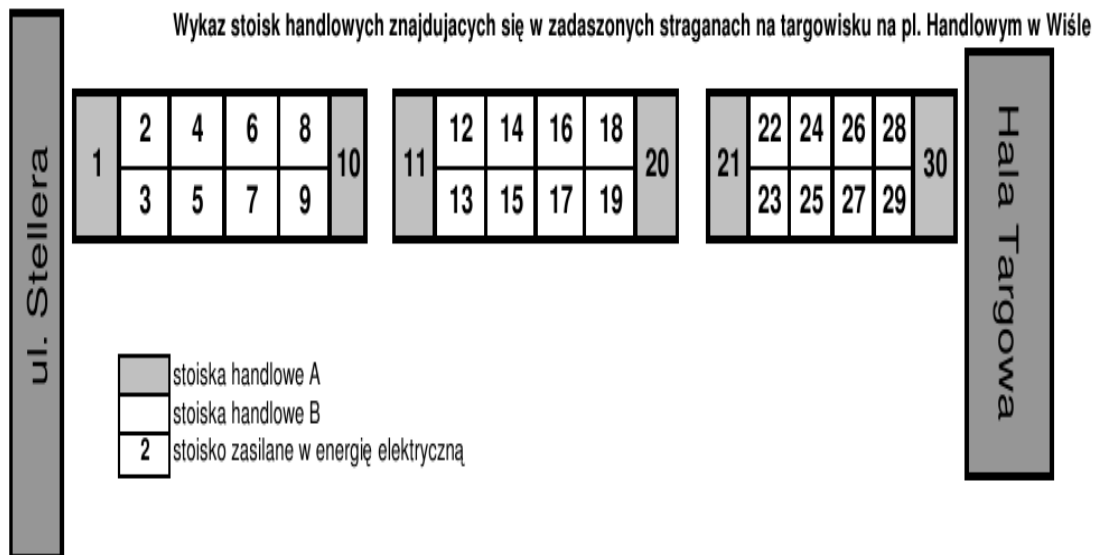 Wykaz stoisk handlowych znajdujacych się w zadaszonych straganach na targowisku na pl. Handlowym w Wiśle
ul. Stellera
1
2 4 6 8
3 5 7 9
10
11
12 14 16 18
13 15 17 19
20
21
22 24 26 28
23 25 27 29
30
Hala Targowa
stoiska handlowe A
stoiska handlowe B
2 stoisko zasilane w energię elektryczną